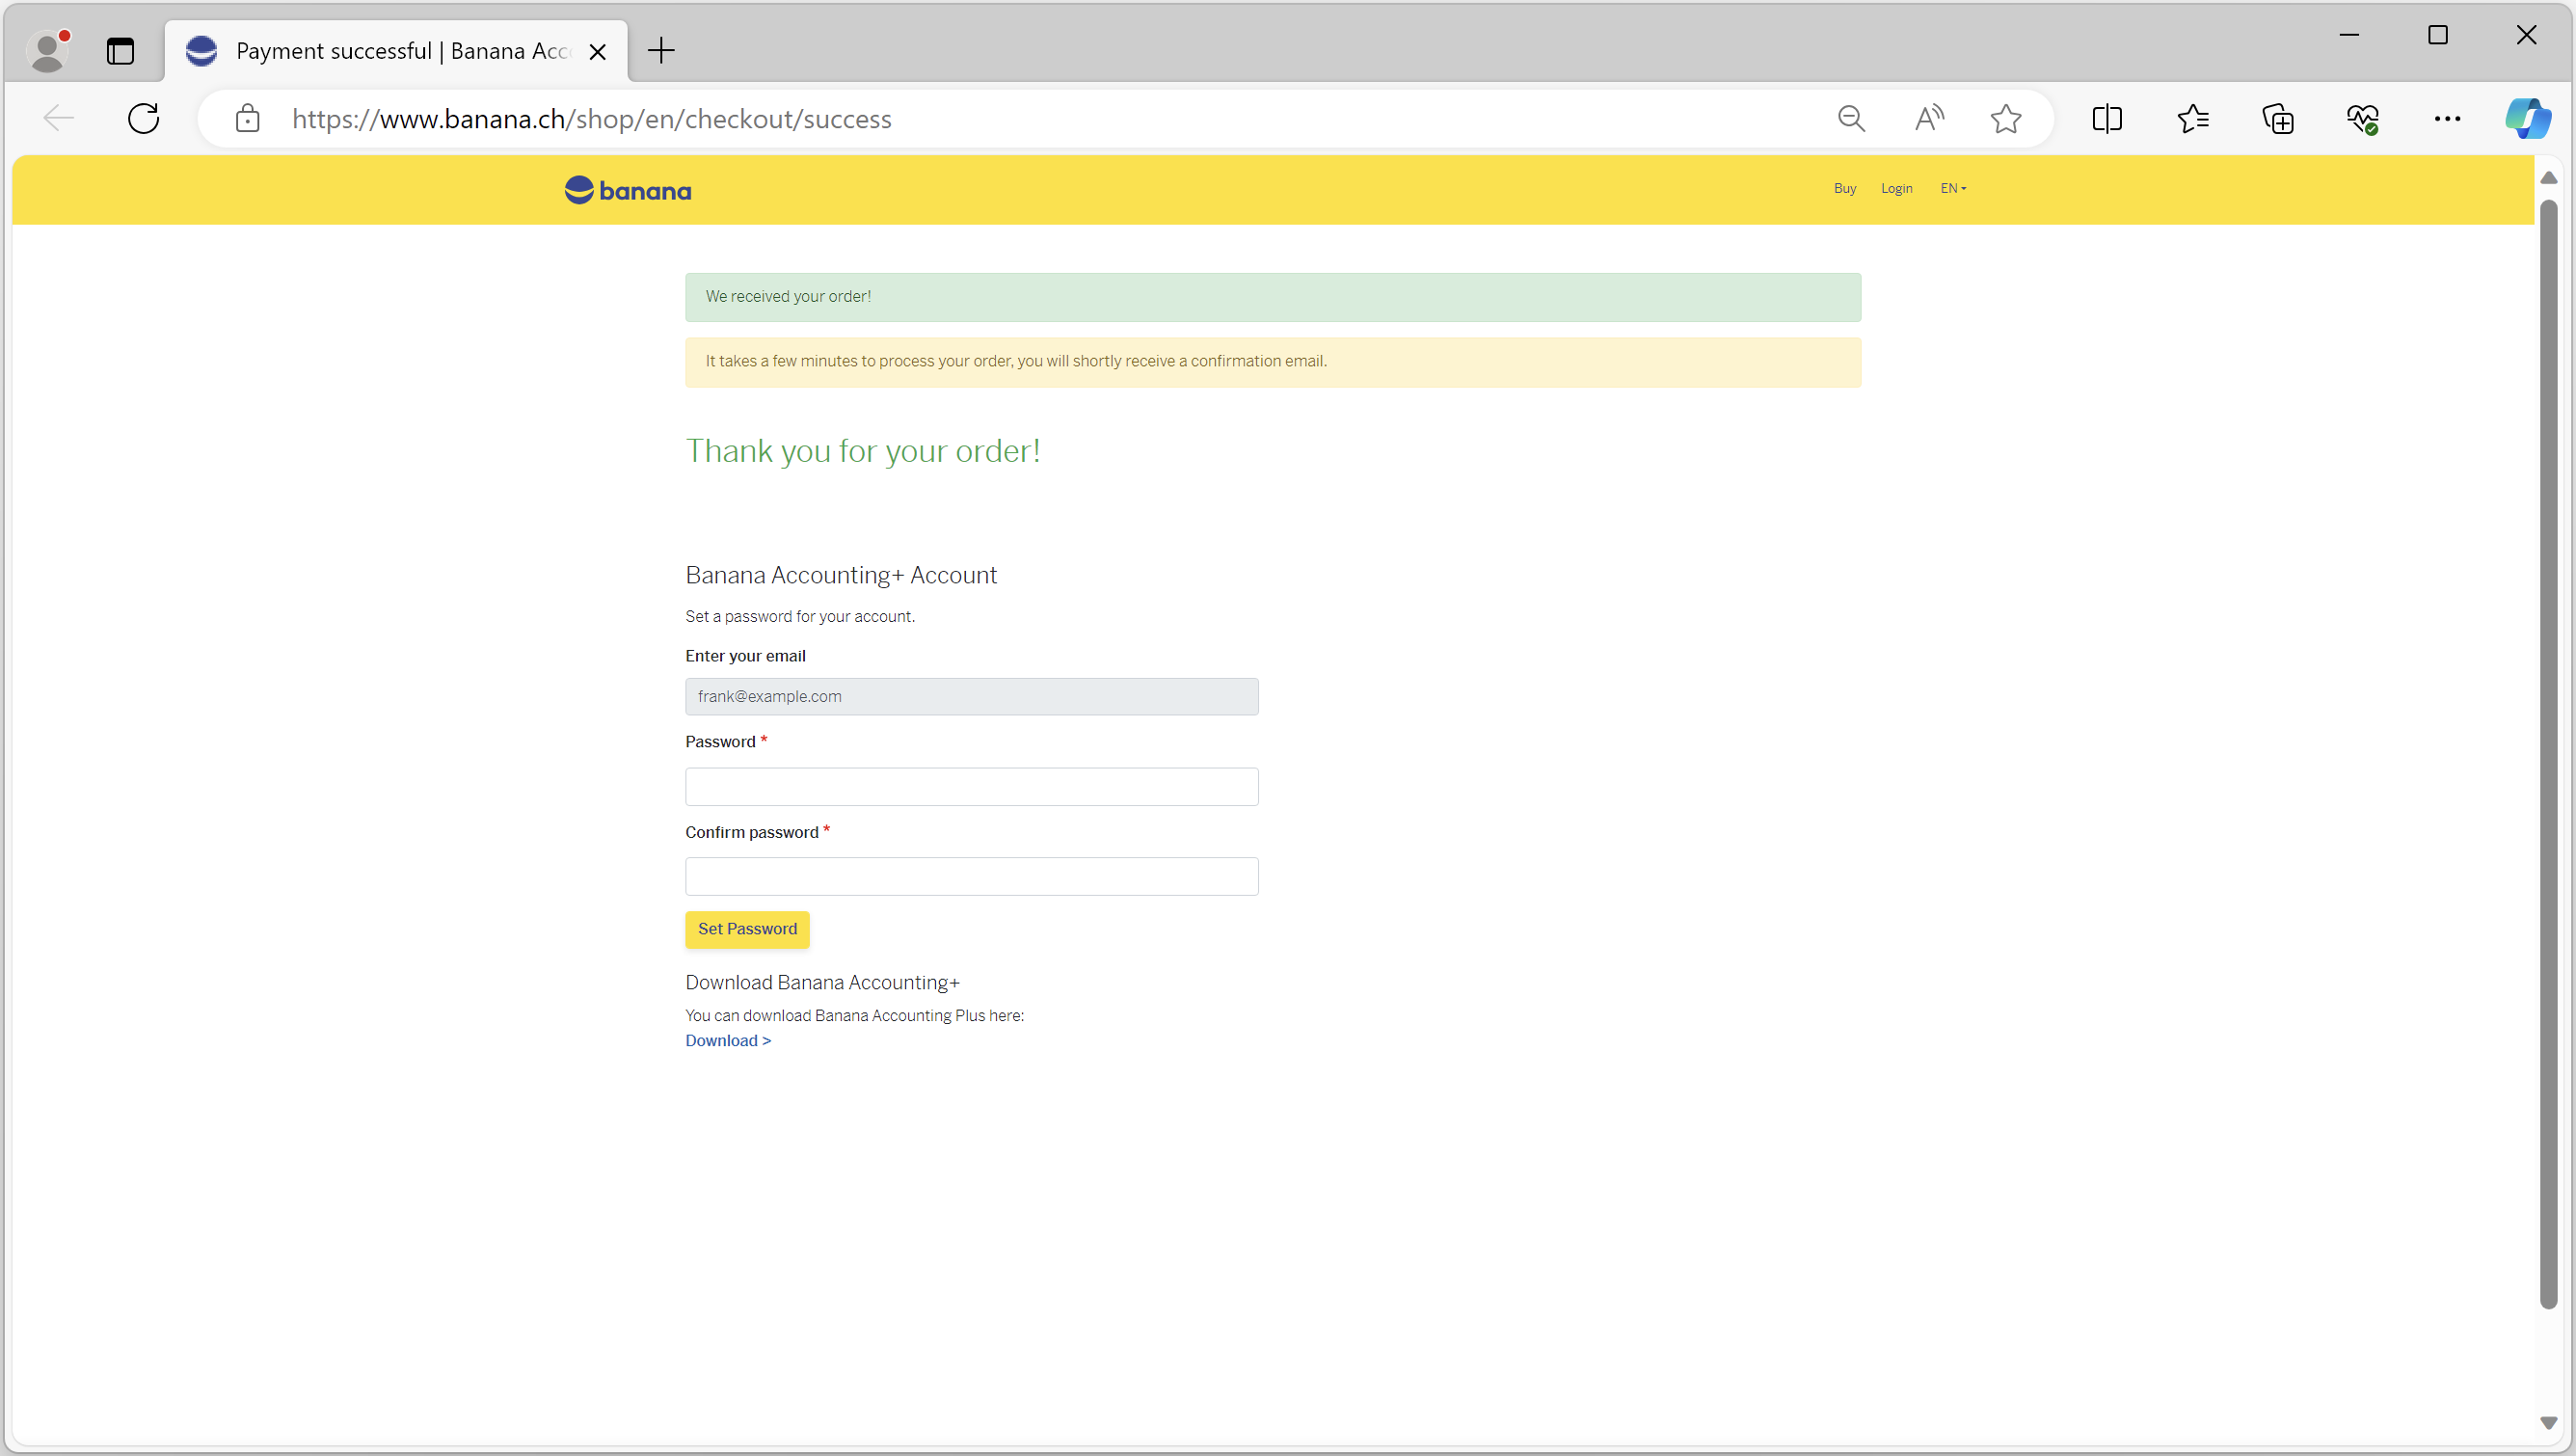 Payment successful | Banana Acc
https://www.banana.ch/shop/en/checkout/success
banana
Buy Login EN
We received your order!
It takes a few minutes to process your order, you will shortly receive a confirmation email.
Thank you for your order!
Banana Accounting+ Account
Set a password for your account.
Enter your email
frank@example.com
Password *
Confirm password *
Set Password
Download Banana Accounting+
You can download Banana Accounting Plus here:
Download >